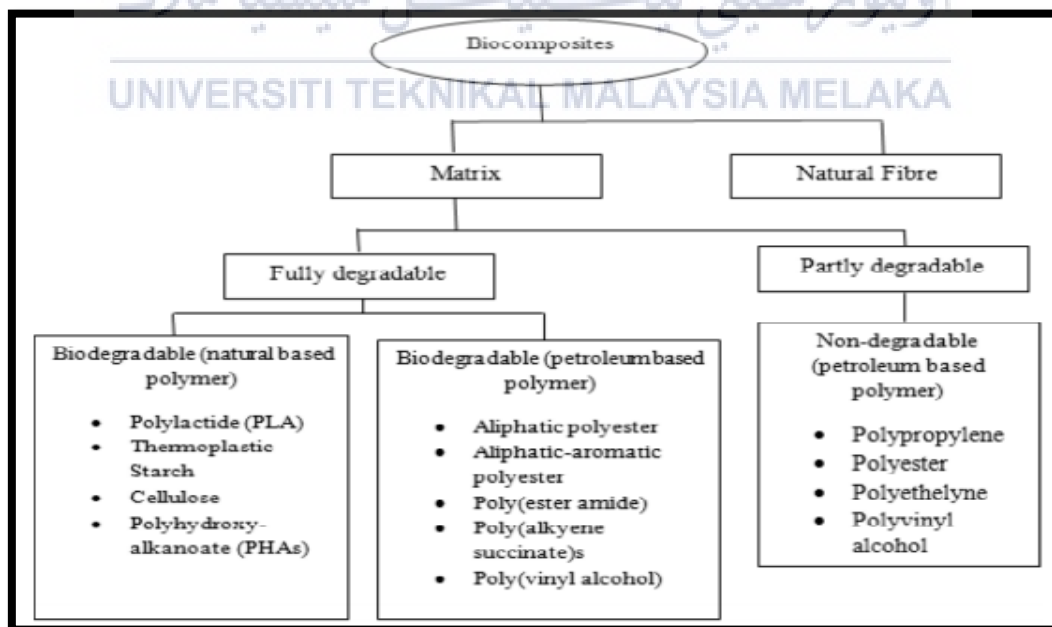 Biocomposites
UNIVERSITI TEKNIKAL MALAYSIA MELAKA
Matrix
Natural Fibre
Fully degradable
Partly degradable
Biodegradable (natural based
polymer)
• Polylactide (PLA)
• Thermoplastic
Starch
• Cellulose
• Polyhydroxy-
alkanoate (PHAs)
Biodegradable (petroleum based
polymer)
• Aliphatic polyester
• Aliphatic-aromatic
polyester
• Poly(ester amide)
• Poly(alkyene
succinate)s
• Poly(vinyl alcohol)
Non-degradable
(petroleum based
polymer)
• Polypropylene
• Polyester
• Polyethelyne
• Polyvinyl
alcohol